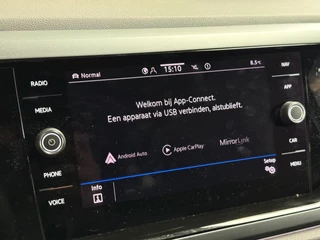 RADIO
MEDIA
PHONE
VOICE
Normal
15:10
8.5°C
Welkom bij App-Connect.
Een apparaat via USB verbinden, alstublieft.
Android Auto
Apple CarPlay
MirrorLink
Info
Setup
NAV
APP
CAR
MENU